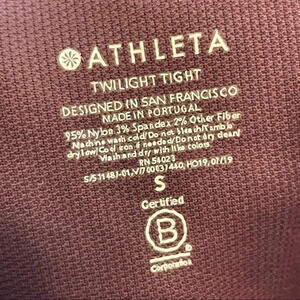 ATHLETA
TWILIGHT TIGHT
DESIGNED IN SAN FRANCISCO
MADE IN PORTUGAL
95% Nylon 3% Spandex 2% Other Fiber
Machine wash cold/Do not bleach/Tumble
dry low/Cool iron if needed/Do not dry clean/
Wash and dry with like colors.
RN 54023
HO19, 07/19
S
Certified
B
Corporation